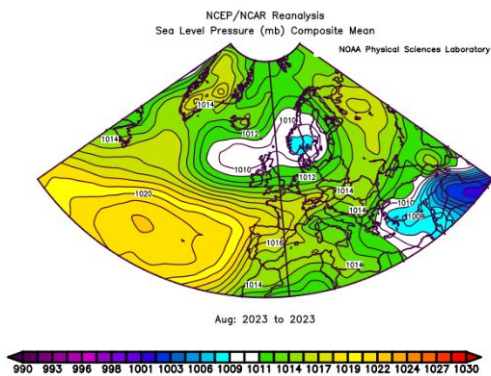 NCEP/NCAR Reanalysis
Sea Level Pressure (mb) Composite Mean
NOAA Physical Sciences Laboratory
1014
1010
1014
1012
1010
1012
1020
1014
1010
1008
1014
1016
1014
1014
Aug: 2023 to 2023
990 993 996 998 1001 1003 1006 1009 1011 1014 1017 1019 1022 1024 1027 1030